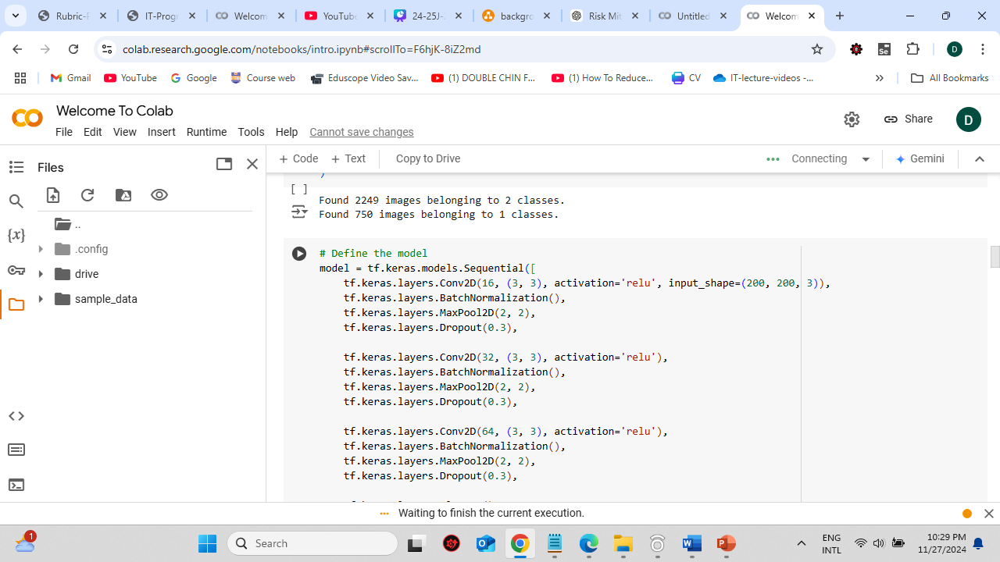 Rubric-P
IT-Progr
Welcom
YouTube
24-25J-
backgro
Risk Mit
Untitled
Welcom
colab.research.google.com/notebooks/intro.ipynb#scrollTo=F6hjK-8iZ2md
Se
D
Gmail
YouTube
Google
Course web
Eduscope Video Sav...
(1) DOUBLE CHIN F...
(1) How To Reduce...
CV
IT-lecture-videos -...
All Bookmarks
Welcome To Colab
File Edit View Insert Runtime Tools Help Cannot save changes
Share
D
Files
+ Code + Text Copy to Drive
Connecting
Gemini
)
[ ]
Found 2249 images belonging to 2 classes.
Found 750 images belonging to 1 classes.
..
.config
drive
sample_data
{x}
# Define the model
model = tf.keras.models.Sequential([
tf.keras.layers.Conv2D(16, (3, 3), activation='relu', input_shape=(200, 200, 3)),
tf.keras.layers.BatchNormalization(),
tf.keras.layers.MaxPool2D(2, 2),
tf.keras.layers.Dropout(0.3),
tf.keras.layers.Conv2D(32, (3, 3), activation='relu'),
tf.keras.layers.BatchNormalization(),
tf.keras.layers.MaxPool2D(2, 2),
tf.keras.layers.Dropout(0.3),
tf.keras.layers.Conv2D(64, (3, 3), activation='relu'),
tf.keras.layers.BatchNormalization(),
tf.keras.layers.MaxPool2D(2, 2),
tf.keras.layers.Dropout(0.3),
Waiting to finish the current execution.
1
Search
ENG
INTL
10:29 PM
11/27/2024